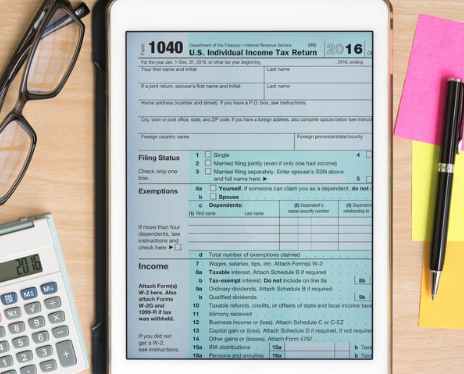 Form 1040 Department of the Treasury—Internal Revenue Service (99)
U.S. Individual Income Tax Return 2016
For the year Jan. 1–Dec. 31, 2016, or other tax year beginning , 2016, ending
Your first name and initial Last name
If a joint return, spouse's first name and initial Last name
Home address (number and street). If you have a P.O. box, see instructions.
City, town or post office, state, and ZIP code. If you have a foreign address, also complete spaces below (see
Foreign country name Foreign province/state/county
Filing Status 1 Single 4
2 Married filing jointly (even if only one had income)
Check only one 3 Married filing separately. Enter spouse's SSN above
box. and full name here. ▶ 5
Exemptions 6a Yourself. If someone can claim you as a dependent, do not
b Spouse
c Dependents: (2) Dependent's (3)
(1) First name Last name social security number relationship to
If more than four
dependents, see
instructions and
check here ▶
d Total number of exemptions claimed
Income 7 Wages, salaries, tips, etc. Attach Form(s) W-2
8a Taxable interest. Attach Schedule B if required
b Tax-exempt interest. Do not include on line 8a 8b
Attach Form(s) 9a Ordinary dividends. Attach Schedule B if required
W-2 here. Also b Qualified dividends 9b
attach Forms 10 Taxable refunds, credits, or offsets of state and local income
W-2G and 11 Alimony received
1099-R if tax 12 Business income or (loss). Attach Schedule C or C-EZ
was withheld. 13 Capital gain or (loss). Attach Schedule D if required. If not
14 Other gains or (losses). Attach Form 4797
If you did not 15a IRA distributions 15a b
get a W-2, 16a Pensions and annuities 16a b
see instructions.
2016